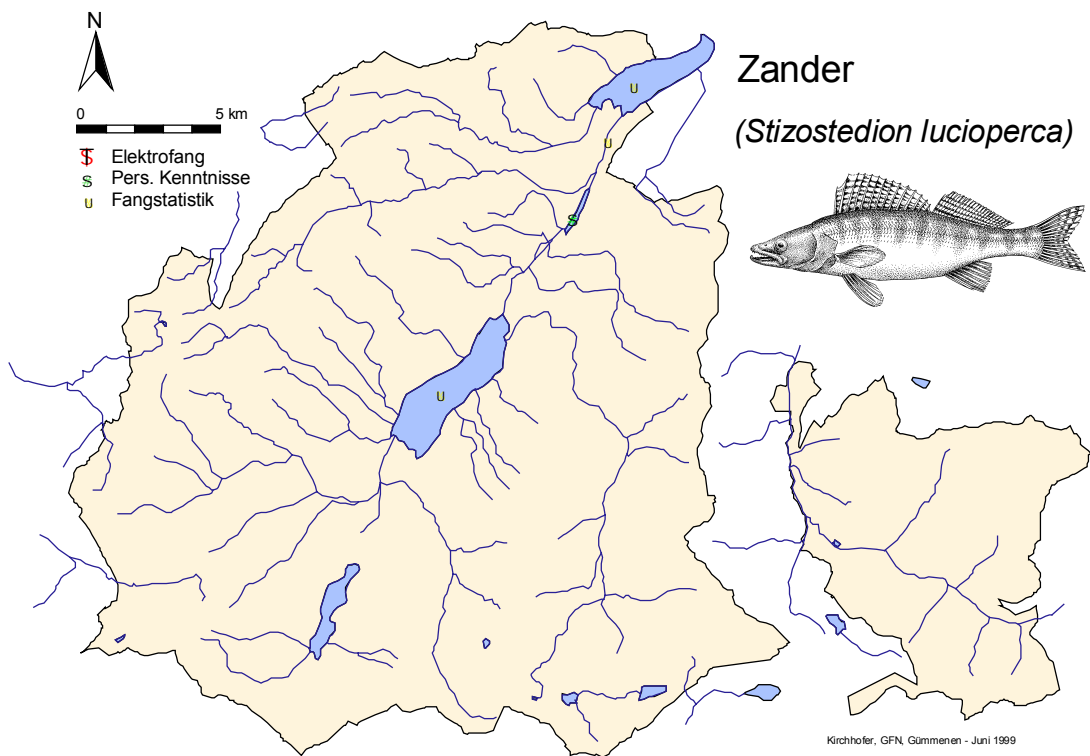 N
0 5 km
Elektrofang
S Pers. Kenntnisse
U Fangstatistik
U
U
S
U
Zander
(Stizostedion lucioperca)
Kirchhofer, GFN, Gümmenen - Juni 1999